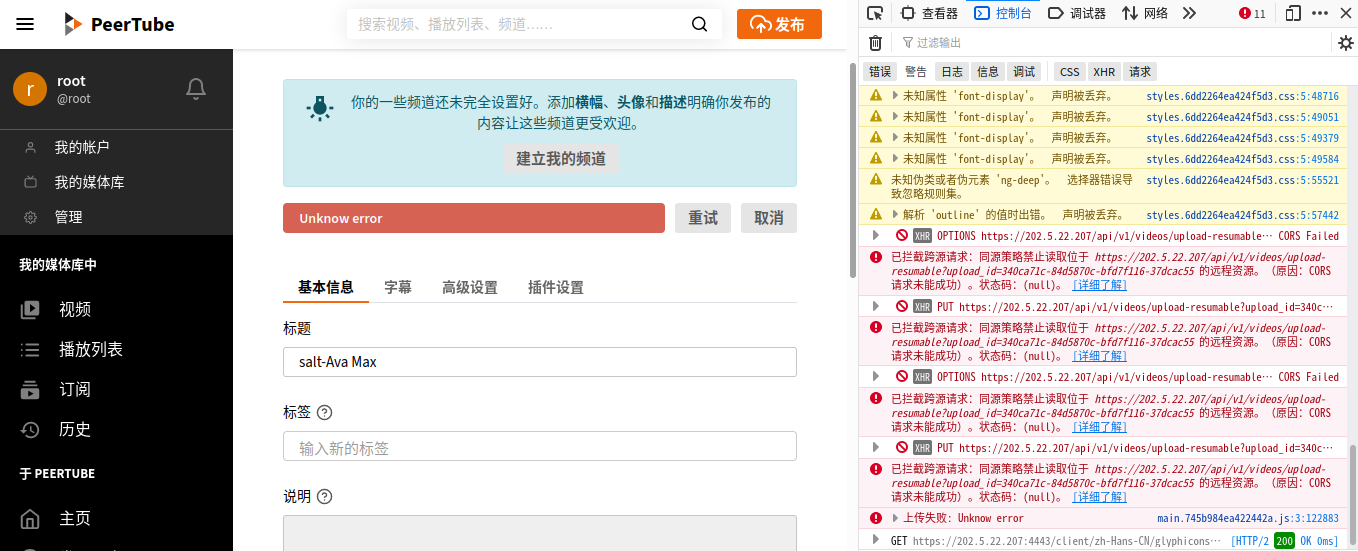 PeerTube
搜索视频、播放列表、频道……
发布
r
root
@root
我的帐户
我的媒体库
管理
我的媒体库中
视频
播放列表
订阅
历史
于 PEERTUBE
主页
你的一些频道还未完全设置好。添加横幅、头像和描述明确你发布的
内容让这些频道更受欢迎。
建立我的频道
Unknow error
重试
取消
基本信息
字幕
高级设置
插件设置
标题
salt-Ava Max
标签
输入新的标签
说明
查看器
控制台
调试器
网络
11
过滤输出
错误
警告
日志
信息
调试
CSS
XHR
请求
未知属性 'font-display'。 声明被丢弃。 styles.6dd2264ea424f5d3.css:5:48716
未知属性 'font-display'。 声明被丢弃。 styles.6dd2264ea424f5d3.css:5:49051
未知属性 'font-display'。 声明被丢弃。 styles.6dd2264ea424f5d3.css:5:49379
未知属性 'font-display'。 声明被丢弃。 styles.6dd2264ea424f5d3.css:5:49584
未知伪类或者伪元素 'ng-deep'。 选择器错误导 styles.6dd2264ea424f5d3.css:5:55521
致忽略规则集。
解析 'outline' 的值时出错。 声明被丢弃。 styles.6dd2264ea424f5d3.css:5:57442
XHR OPTIONS https://202.5.22.207/api/v1/videos/upload-resumable… CORS Failed
已拦截跨源请求：同源策略禁止读取位于 https://202.5.22.207/api/v1/videos/upload-
resumable?upload_id=340ca71c-84d5870c-bfd7f116-37dcac55 的远程资源。（原因：CORS
请求未能成功）。状态码：(null)。 [详细了解]
XHR PUT https://202.5.22.207/api/v1/videos/upload-resumable?upload_id=340c…
已拦截跨源请求：同源策略禁止读取位于 https://202.5.22.207/api/v1/videos/upload-
resumable?upload_id=340ca71c-84d5870c-bfd7f116-37dcac55 的远程资源。（原因：CORS
请求未能成功）。状态码：(null)。 [详细了解]
XHR OPTIONS https://202.5.22.207/api/v1/videos/upload-resumable… CORS Failed
已拦截跨源请求：同源策略禁止读取位于 https://202.5.22.207/api/v1/videos/upload-
resumable?upload_id=340ca71c-84d5870c-bfd7f116-37dcac55 的远程资源。（原因：CORS
请求未能成功）。状态码：(null)。 [详细了解]
XHR PUT https://202.5.22.207/api/v1/videos/upload-resumable?upload_id=340c…
已拦截跨源请求：同源策略禁止读取位于 https://202.5.22.207/api/v1/videos/upload-
resumable?upload_id=340ca71c-84d5870c-bfd7f116-37dcac55 的远程资源。（原因：CORS
请求未能成功）。状态码：(null)。 [详细了解]
上传失败: Unknow error main.745b984ea422442a.js:3:122883
GET https://202.5.22.207:4443/client/zh-Hans-CN/glyphicons… [HTTP/2 200 OK 0ms]